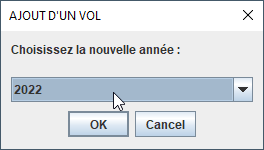 AJOUT D'UN VOL
Choisissez la nouvelle année :
2022
OK Cancel